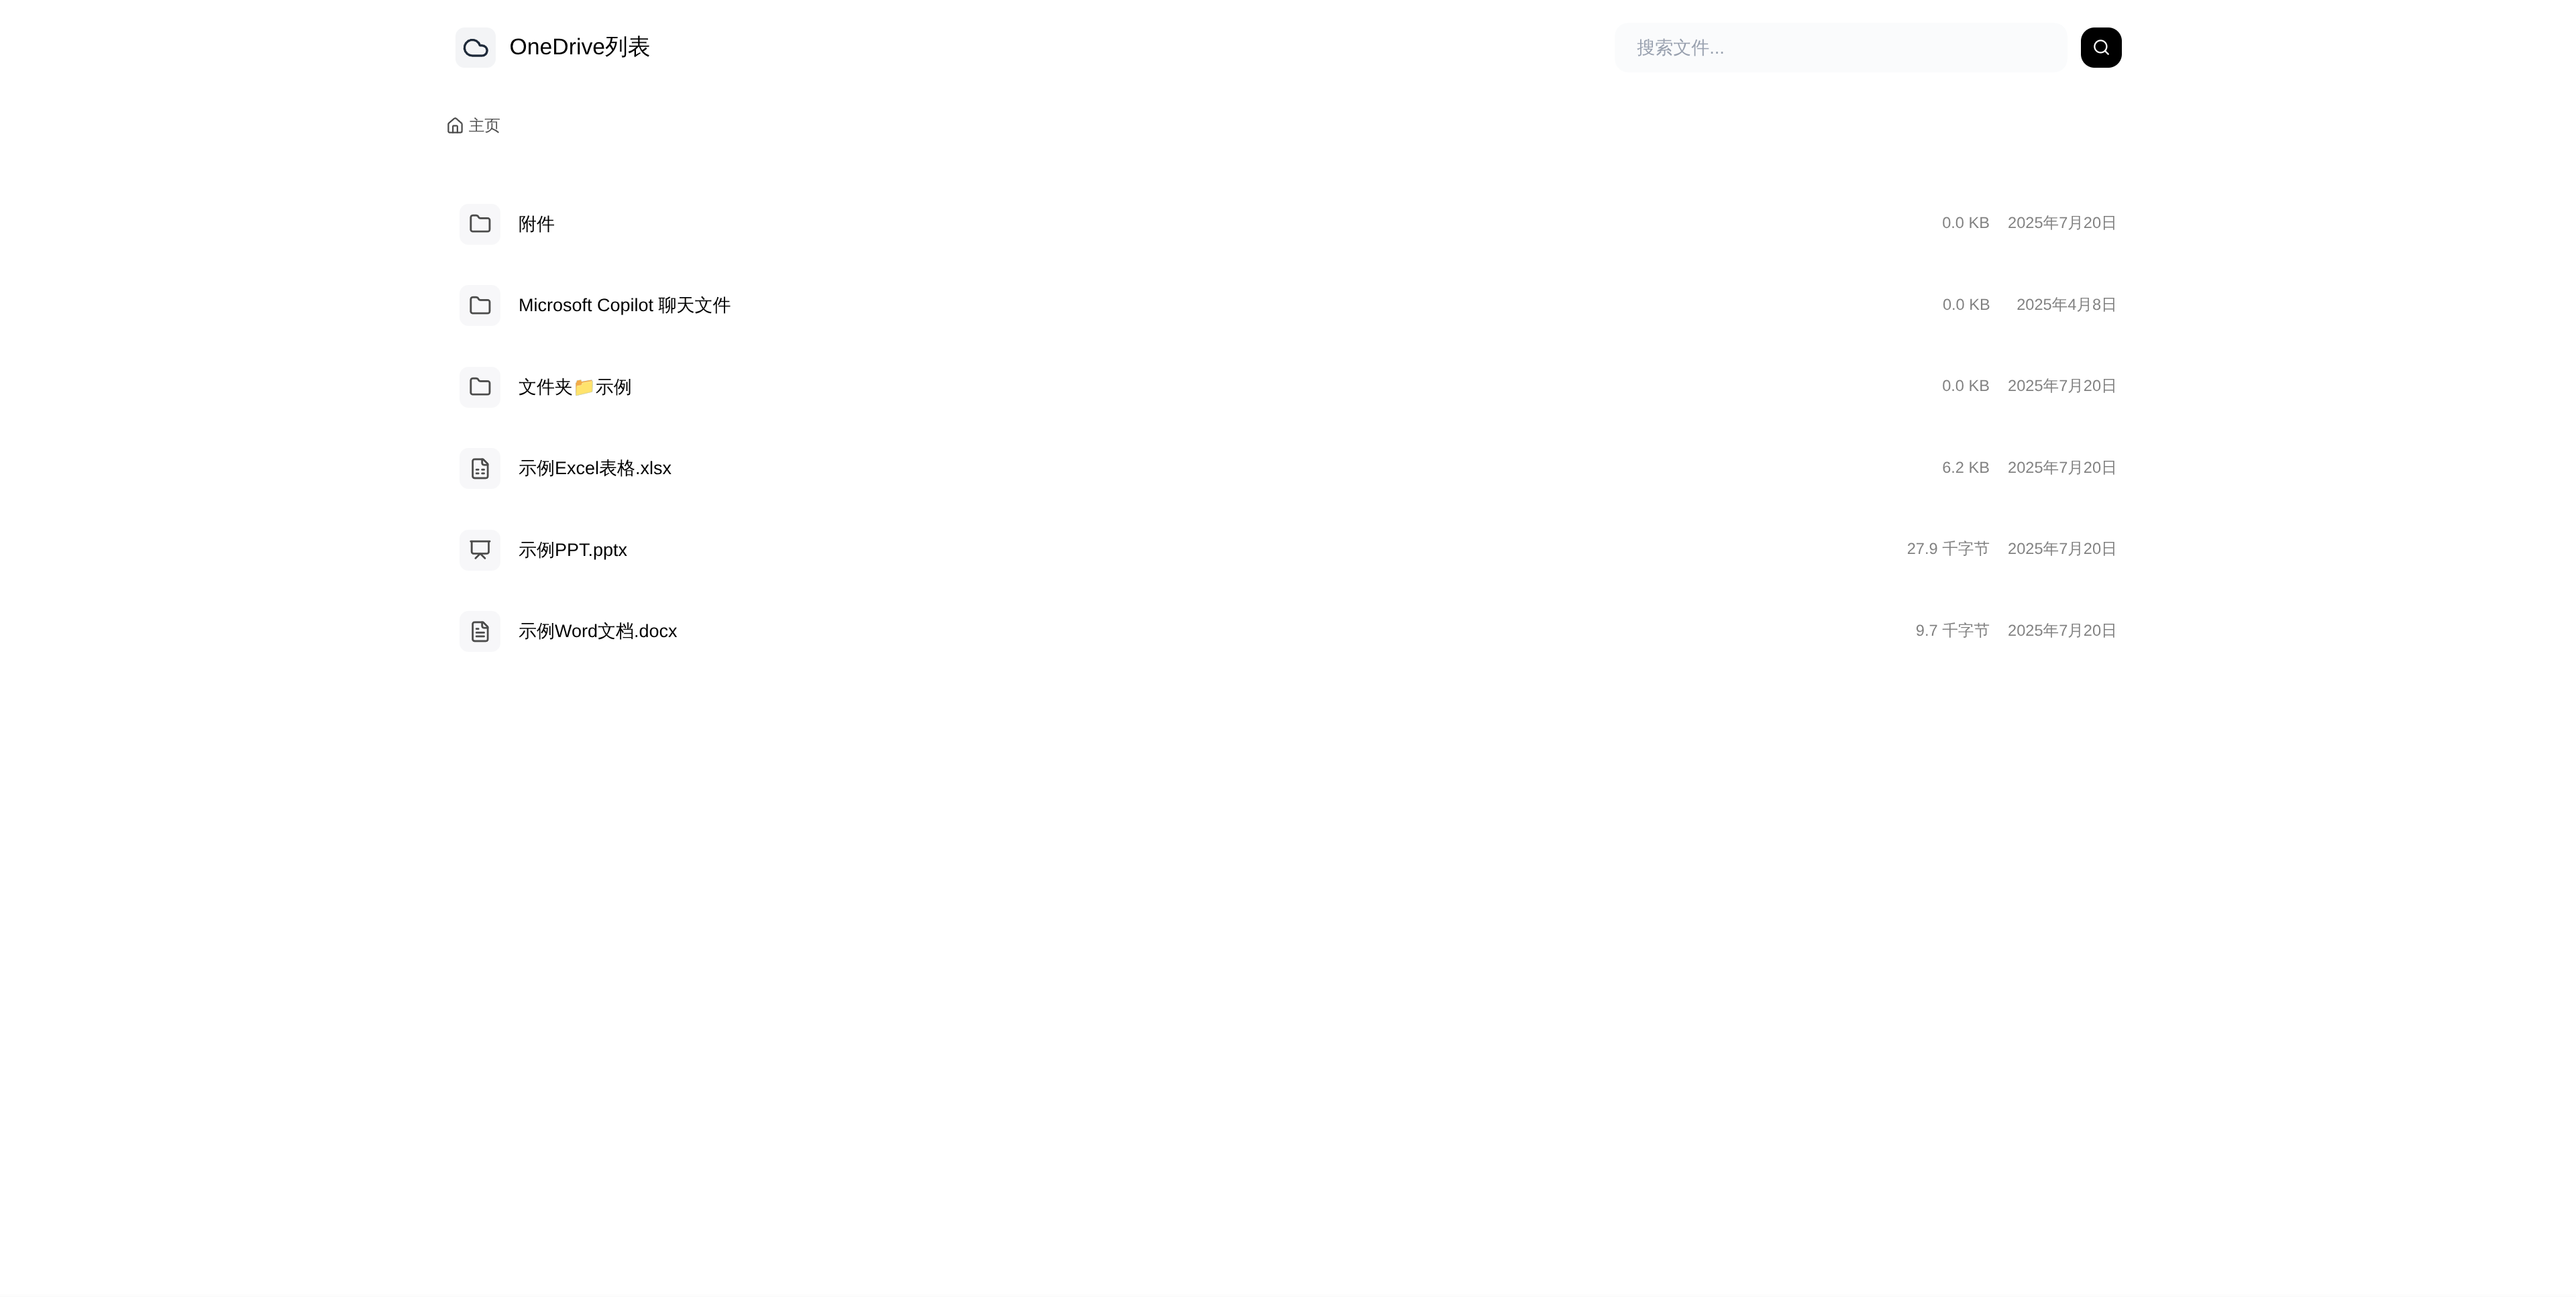 OneDrive列表
搜索文件...
主页
附件 0.0 KB 2025年7月20日
Microsoft Copilot 聊天文件 0.0 KB 2025年4月8日
文件夹📁示例 0.0 KB 2025年7月20日
示例Excel表格.xlsx 6.2 KB 2025年7月20日
示例PPT.pptx 27.9 千字节 2025年7月20日
示例Word文档.docx 9.7 千字节 2025年7月20日